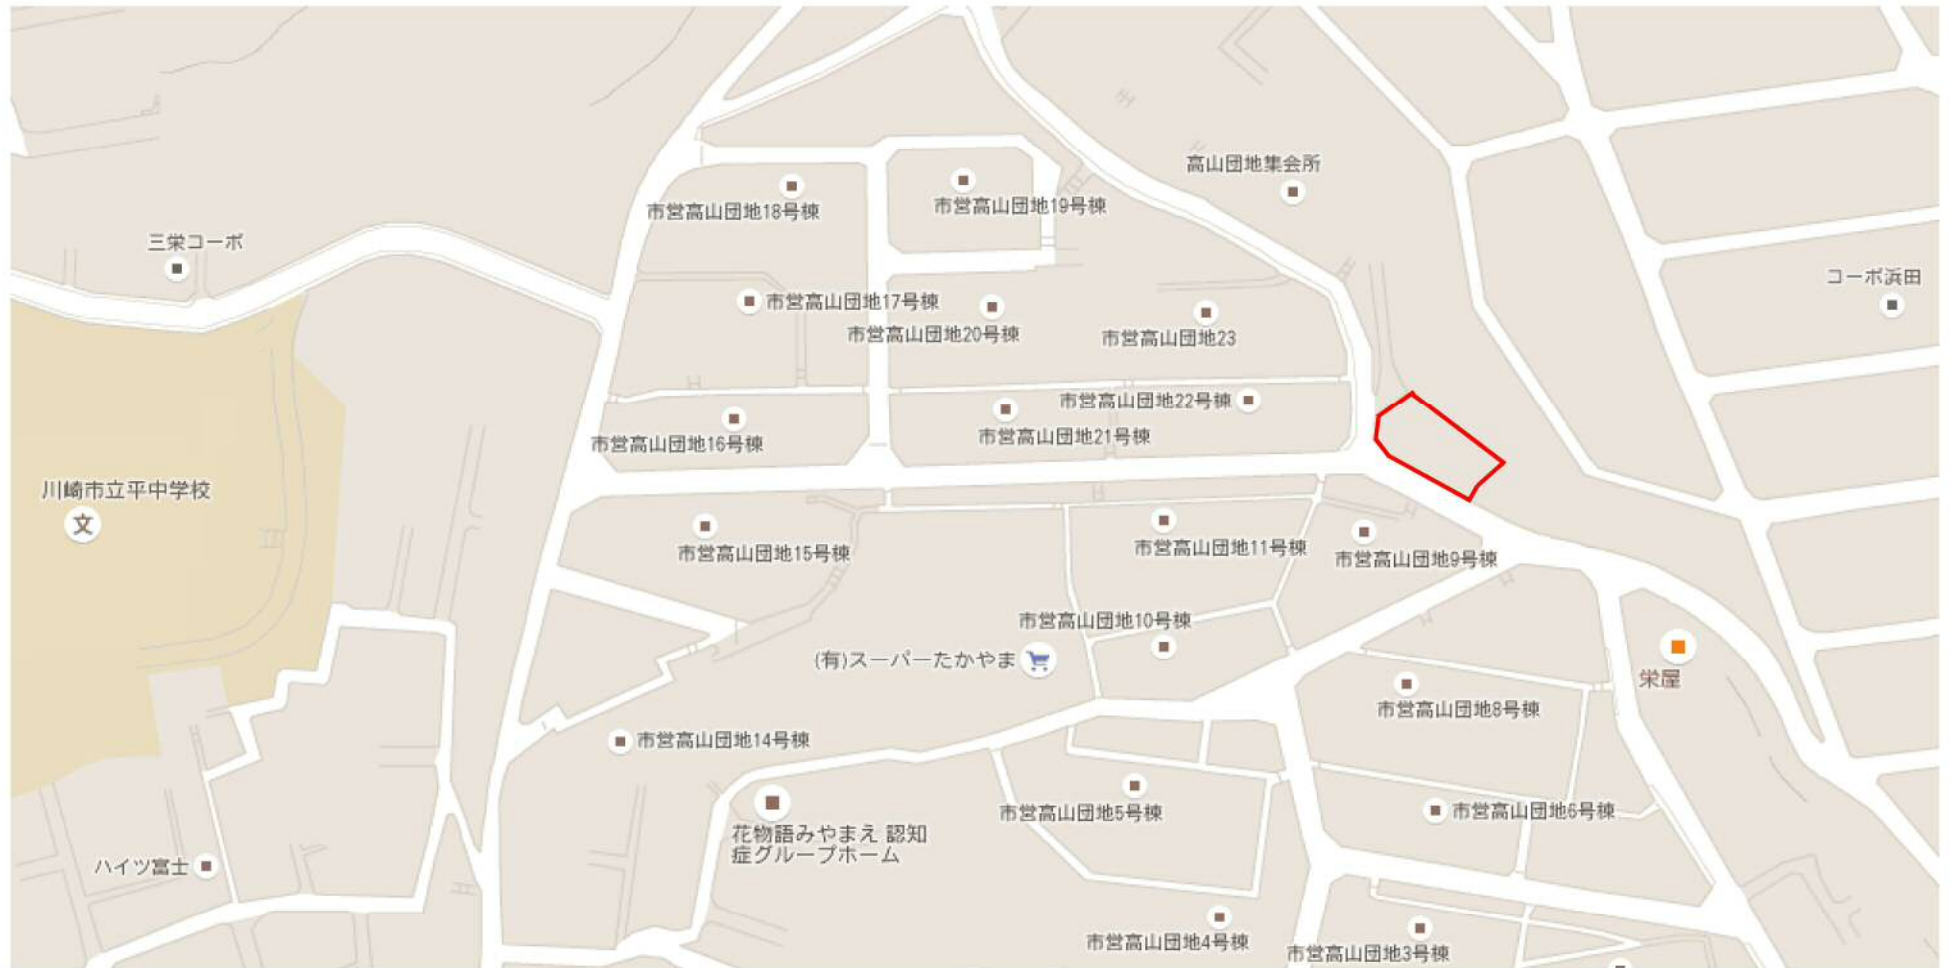 高山団地集会所
市営高山団地18号棟
市営高山団地19号棟
三栄コーポ
コーポ浜田
市営高山団地17号棟
市営高山団地20号棟
市営高山団地23
市営高山団地22号棟
市営高山団地16号棟
市営高山団地21号棟
川崎市立平中学校
文
市営高山団地15号棟
市営高山団地11号棟
市営高山団地9号棟
市営高山団地10号棟
(有)スーパーたかやま
栄屋
市営高山団地8号棟
市営高山団地14号棟
市営高山団地5号棟
市営高山団地6号棟
花物語みやまえ 認知
症グループホーム
ハイツ富士
市営高山団地4号棟
市営高山団地3号棟